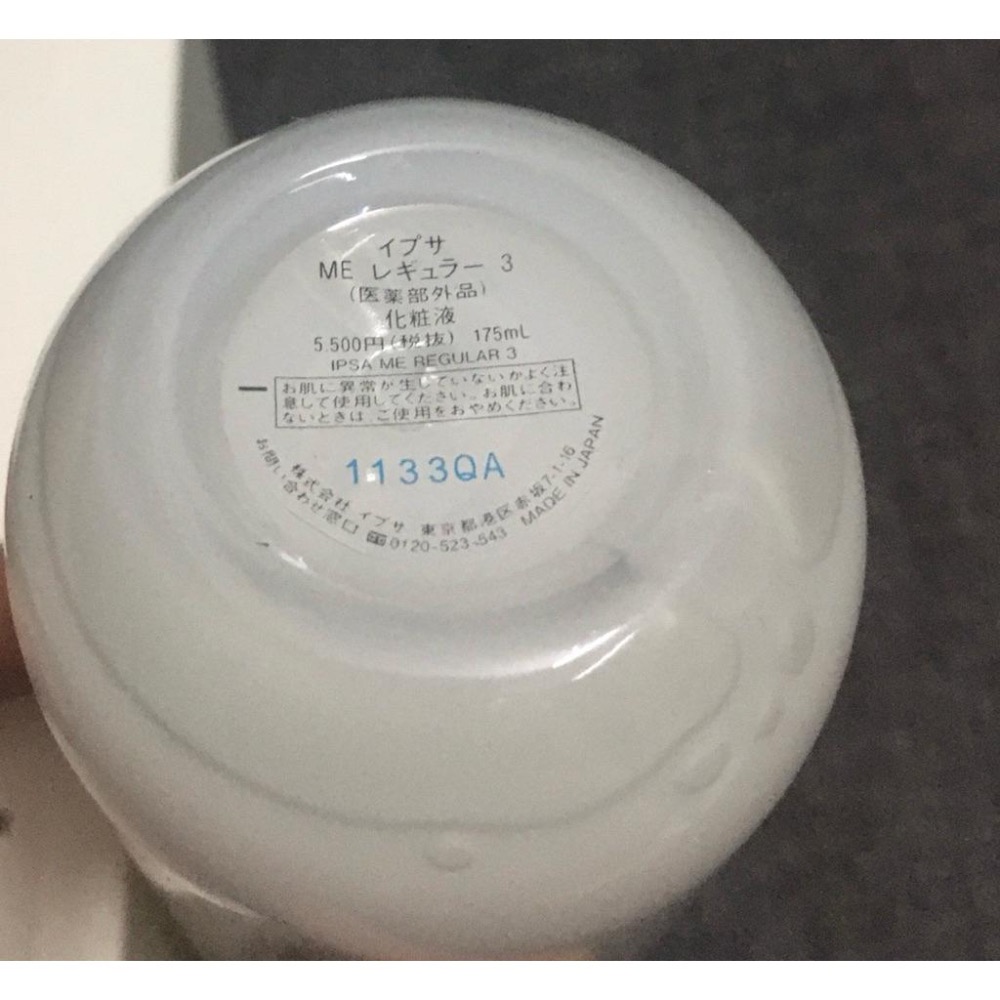 イプサ
ME レギュラー 3
(医薬部外品)
化粧液
5,500円(税抜) 175mL
IPSA ME REGULAR 3
お肌に異常が生じていないかよく注
意して使用してください。お肌に合わ
ないときは、ご使用をおやめください。
1133QA
株式会社 イプサ 東京都港区赤坂7-1-16
お問い合わせ窓口 0120-523-543 MADE IN JAPAN